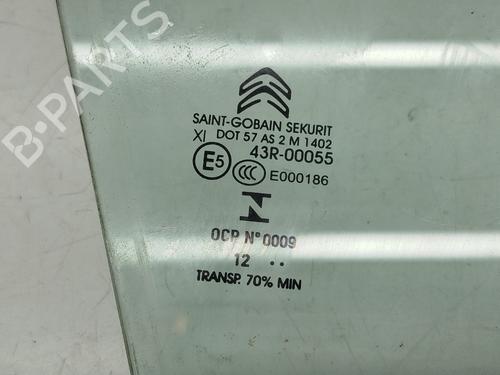 B-PARTS
SAINT-GOBAIN SEKURIT
XI DOT 57 AS 2 M 1402
43R-00055
E5 CCC E000186
OCP N° 0009
12 ..
TRANSP. 70% MIN